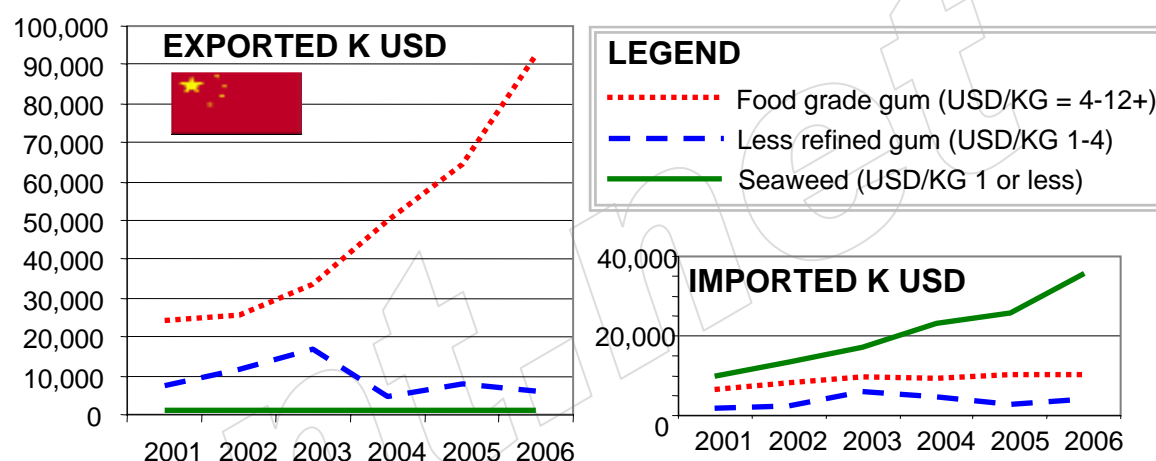 EXPORTED K USD
100,000
90,000
80,000
70,000
60,000
50,000
40,000
30,000
20,000
10,000
0
2001 2002 2003 2004 2005 2006
LEGEND
Food grade gum (USD/KG = 4-12+)
Less refined gum (USD/KG 1-4)
Seaweed (USD/KG 1 or less)
IMPORTED K USD
40,000
20,000
0
2001 2002 2003 2004 2005 2006